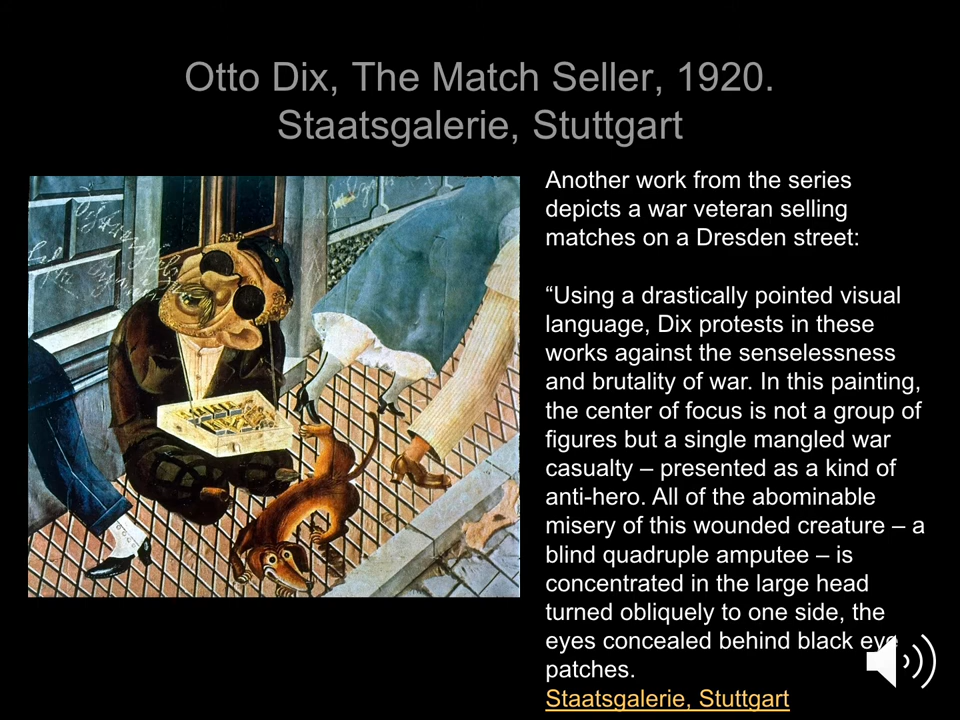 Otto Dix, The Match Seller, 1920.
Staatsgalerie, Stuttgart
Another work from the series
depicts a war veteran selling
matches on a Dresden street:
“Using a drastically pointed visual
language, Dix protests in these
works against the senselessness
and brutality of war. In this painting,
the center of focus is not a group of
figures but a single mangled war
casualty – presented as a kind of
anti-hero. All of the abominable
misery of this wounded creature – a
blind quadruple amputee – is
concentrated in the large head
turned obliquely to one side, the
eyes concealed behind black eye
patches.
Staatsgalerie, Stuttgart